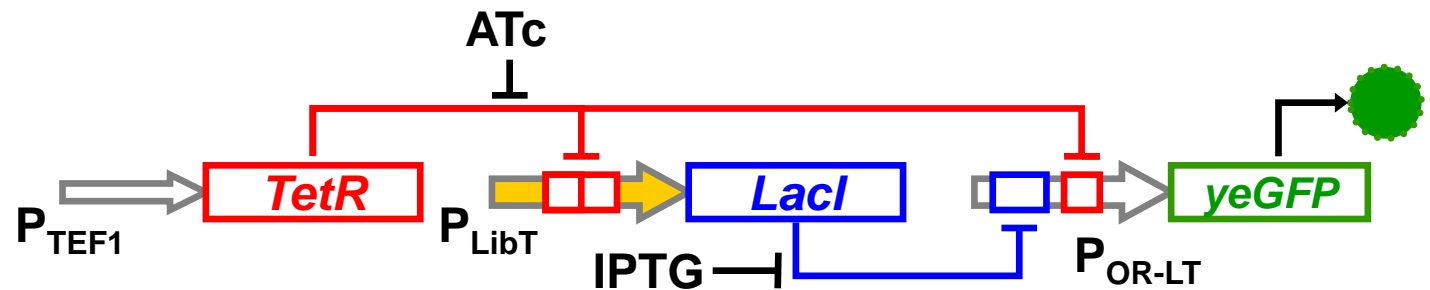 ATc
TetR
LacI
yeGFP
P_TEF1
P_LibT
IPTG
P_OR-LT